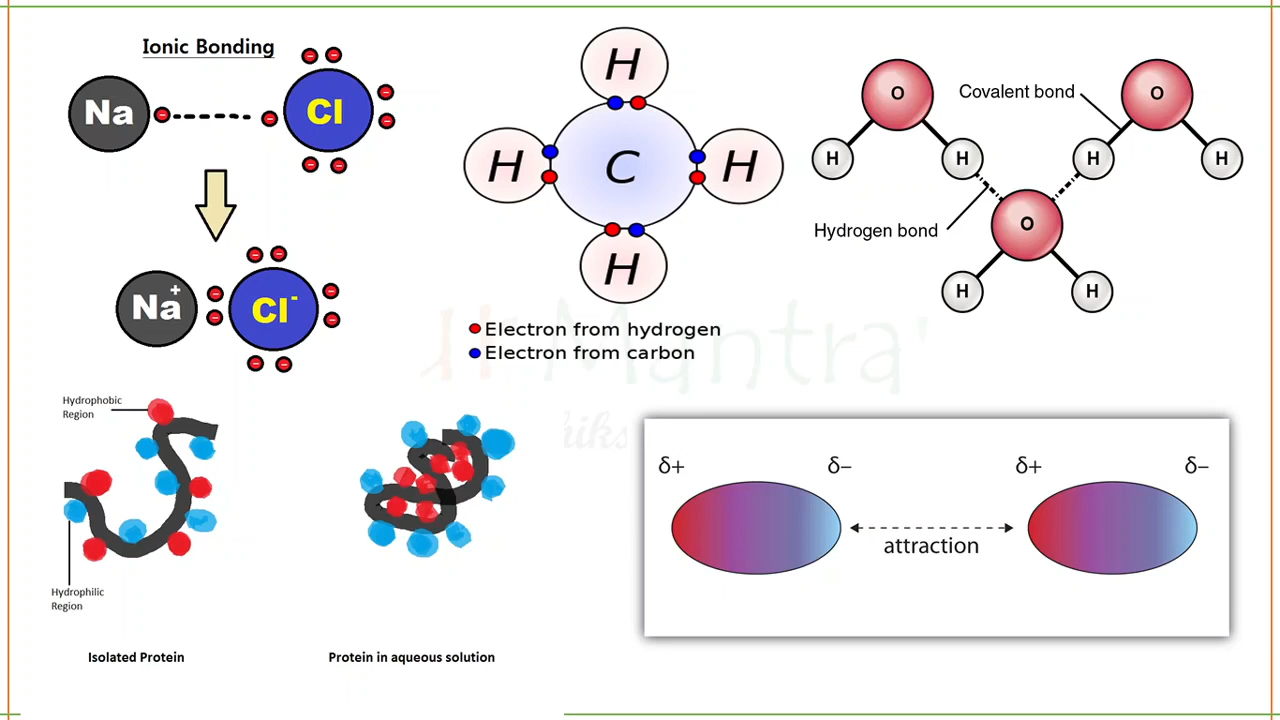 Ionic Bonding
Na
Cl
Na+
Cl-
H
H
C
H
H
Electron from hydrogen
Electron from carbon
O
Covalent bond
O
H
H
H
H
Hydrogen bond
O
H
H
Hydrophobic
Region
Hydrophilic
Region
Isolated Protein
Protein in aqueous solution
δ+
δ–
δ+
δ–
attraction